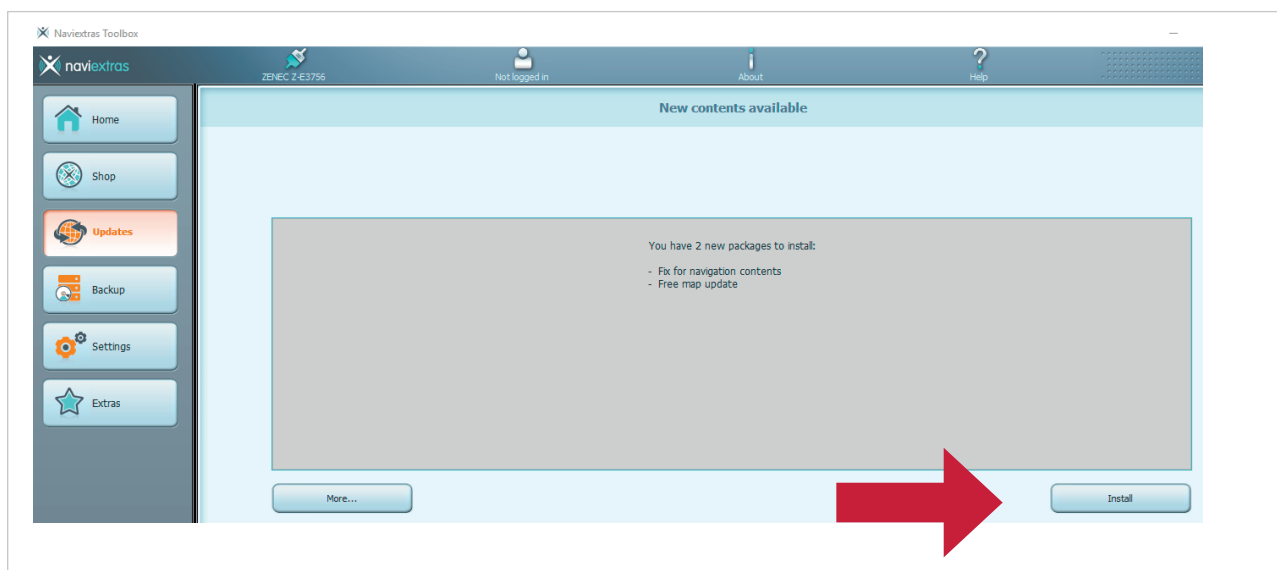 Naviextras Toolbox
naviextras
ZENEC Z-E3756
Not logged in
About
Help
Home
Shop
Updates
Backup
Settings
Extras
New contents available
You have 2 new packages to install:
- Fix for navigation contents
- Free map update
More...
Install